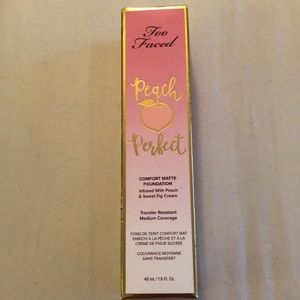 Too
Faced
Peach
Perfect
COMFORT MATTE
FOUNDATION
Infused With Peach
& Sweet Fig Cream
Transfer Resistant
Medium Coverage
FOND DE TEINT CONFORT MAT
ENRICHI À LA PÊCHE ET À LA
CRÈME DE FIGUE SUCRÉE
COUVRANCE MOYENNE
SANS TRANSFERT
48 mL / 1.6 Fl. Oz.